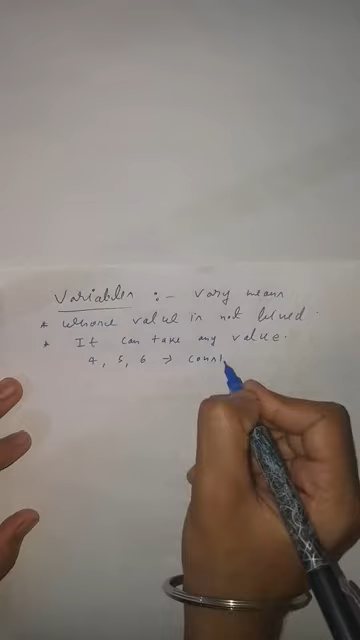 Variables :- vary means
* whose value is not fixed.
* It can take any value.
4, 5, 6 → const